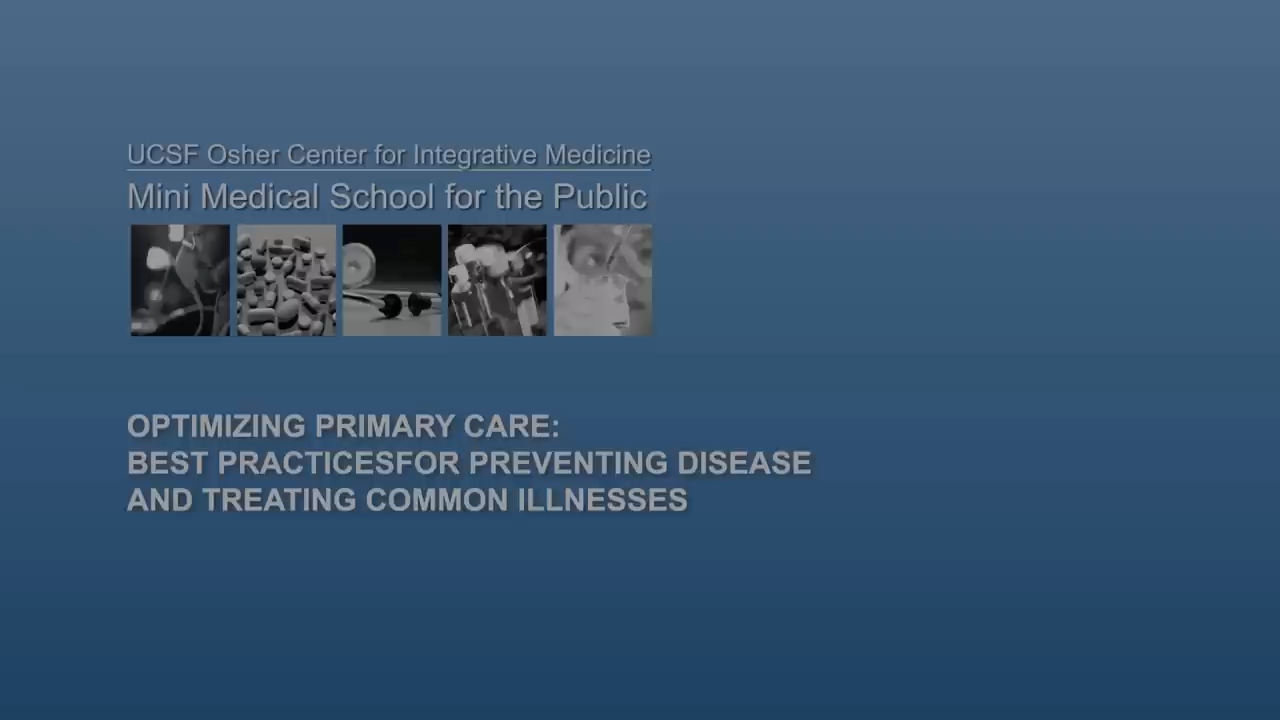 UCSF Osher Center for Integrative Medicine
Mini Medical School for the Public
OPTIMIZING PRIMARY CARE:
BEST PRACTICESFOR PREVENTING DISEASE
AND TREATING COMMON ILLNESSES